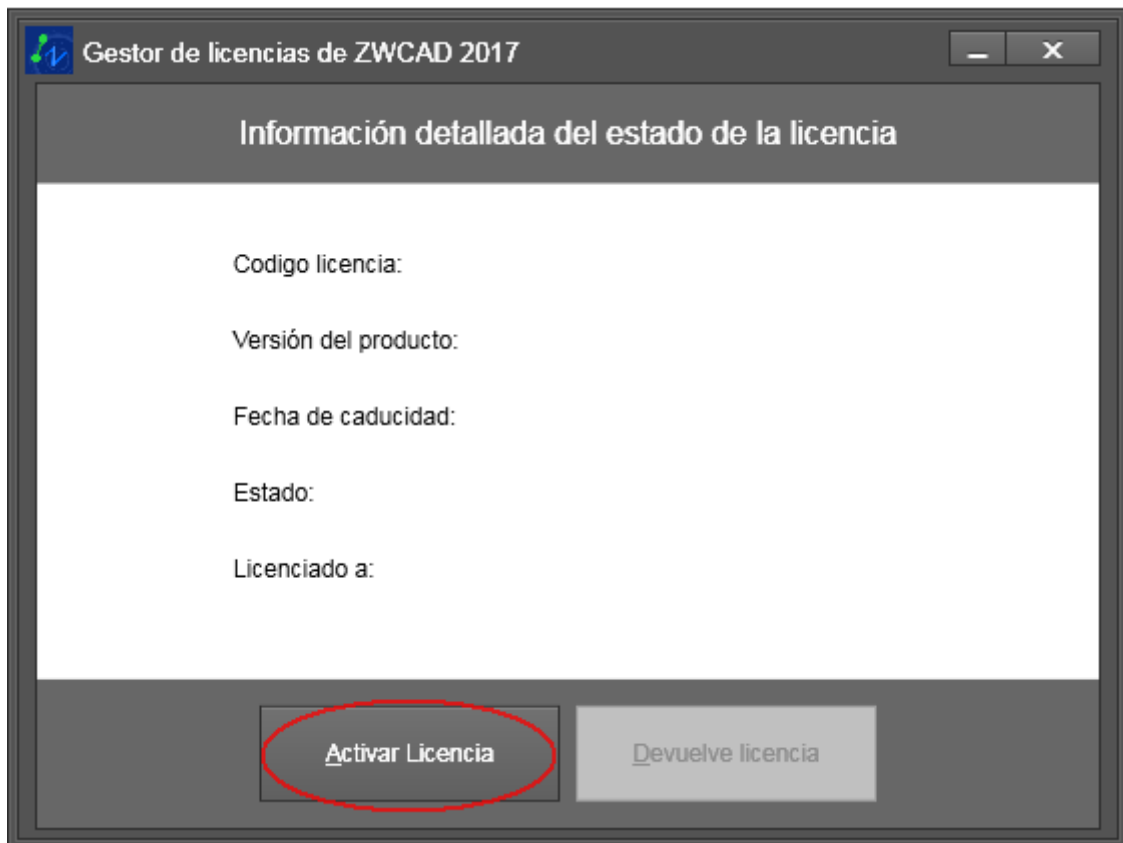 Gestor de licencias de ZWCAD 2017
Información detallada del estado de la licencia
Codigo licencia:
Versión del producto:
Fecha de caducidad:
Estado:
Licenciado a:
Activar Licencia
Devuelve licencia